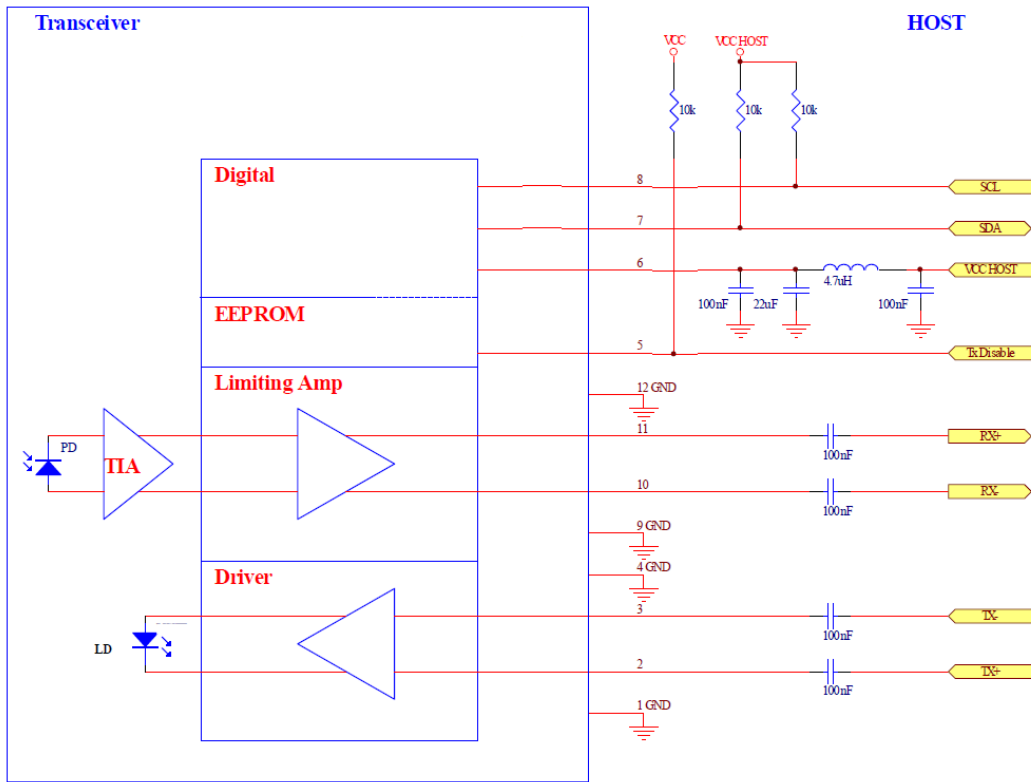 Transceiver
HOST
VCC
VCC HOST
10k
10k
10k
Digital
8
SCL
7
SDA
6
VCC HOST
4.7uH
100nF
22uF
100nF
EEPROM
5
TxDisable
Limiting Amp
12 GND
11
RX+
PD
TIA
100nF
10
RX-
100nF
9 GND
4 GND
Driver
3
TX-
100nF
LD
2
TX+
100nF
1 GND